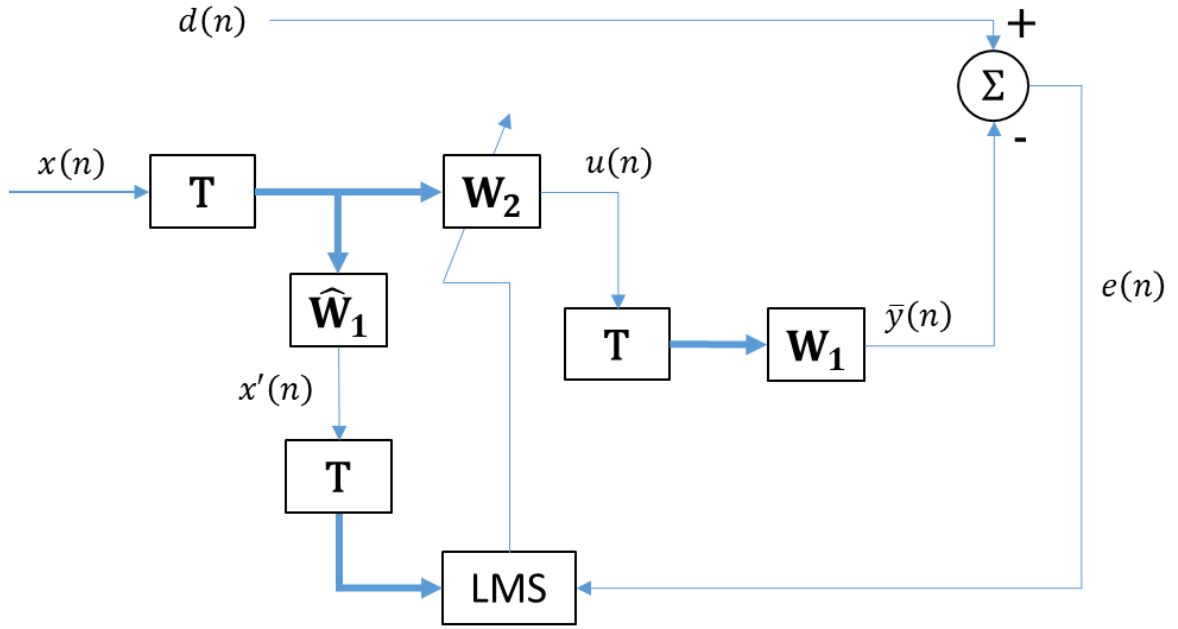 d(n)
+
Σ
-
x(n)
T
W₂
u(n)
e(n)
Ŵ₁
T
W₁
ȳ(n)
x′(n)
T
LMS